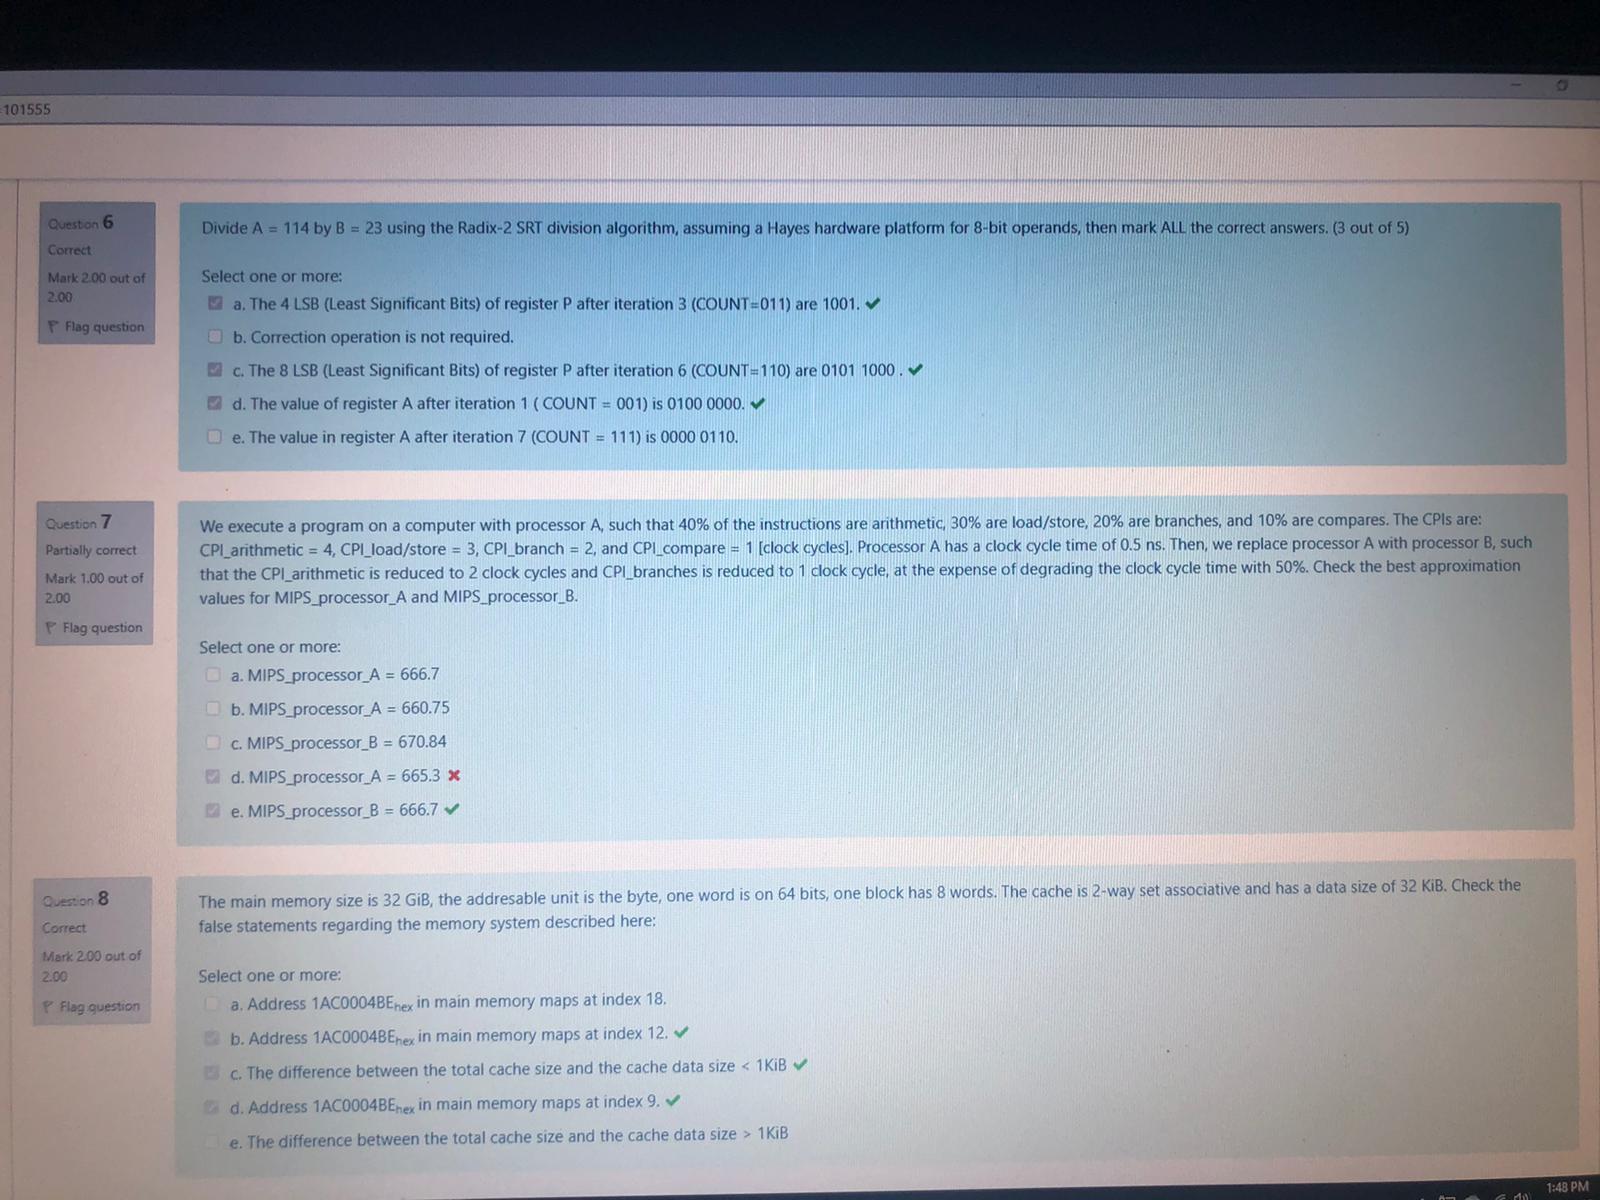 101555
Question 6
Correct
Mark 2.00 out of
2.00
Flag question
Divide A = 114 by B = 23 using the Radix-2 SRT division algorithm, assuming a Hayes hardware platform for 8-bit operands, then mark ALL the correct answers. (3 out of 5)
Select one or more:
a. The 4 LSB (Least Significant Bits) of register P after iteration 3 (COUNT=011) are 1001. ✔
b. Correction operation is not required.
c. The 8 LSB (Least Significant Bits) of register P after iteration 6 (COUNT=110) are 0101 1000 . ✔
d. The value of register A after iteration 1 ( COUNT = 001) is 0100 0000. ✔
e. The value in register A after iteration 7 (COUNT = 111) is 0000 0110.
Question 7
Partially correct
Mark 1.00 out of
2.00
Flag question
We execute a program on a computer with processor A, such that 40% of the instructions are arithmetic, 30% are load/store, 20% are branches, and 10% are compares. The CPIs are:
CPI_arithmetic = 4, CPI_load/store = 3, CPI_branch = 2, and CPI_compare = 1 [clock cycles]. Processor A has a clock cycle time of 0.5 ns. Then, we replace processor A with processor B, such
that the CPI_arithmetic is reduced to 2 clock cycles and CPI_branches is reduced to 1 clock cycle, at the expense of degrading the clock cycle time with 50%. Check the best approximation
values for MIPS_processor_A and MIPS_processor_B.
Select one or more:
a. MIPS_processor_A = 666.7
b. MIPS_processor_A = 660.75
c. MIPS_processor_B = 670.84
d. MIPS_processor_A = 665.3 ✖
e. MIPS_processor_B = 666.7 ✔
Question 8
Correct
Mark 2.00 out of
2.00
Flag question
The main memory size is 32 GiB, the addresable unit is the byte, one word is on 64 bits, one block has 8 words. The cache is 2-way set associative and has a data size of 32 KiB. Check the
false statements regarding the memory system described here:
Select one or more:
a. Address 1AC0004BEhex in main memory maps at index 18.
b. Address 1AC0004BEhex in main memory maps at index 12. ✔
c. The difference between the total cache size and the cache data size < 1KiB ✔
d. Address 1AC0004BEhex in main memory maps at index 9. ✔
e. The difference between the total cache size and the cache data size > 1KiB
1:48 PM